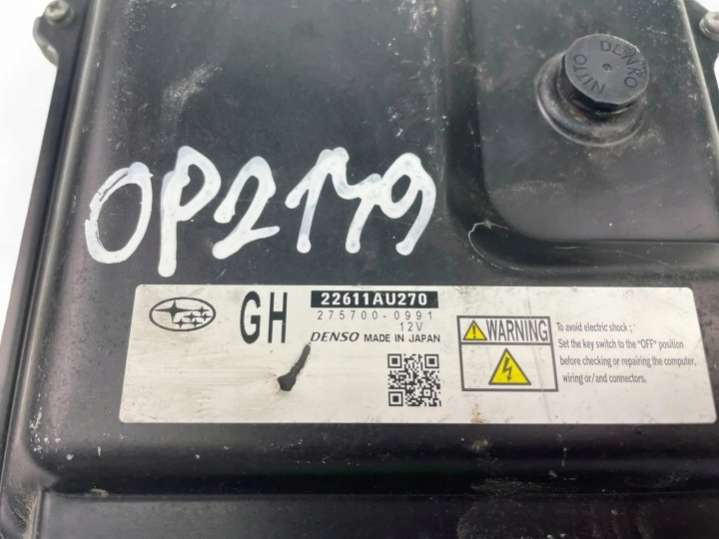 DENKO
NITTO
OP2179
GH
22611AU270
275700-0991
12V
DENSO MADE IN JAPAN
WARNING
To avoid electric shock ;
Set the key switch to the "OFF" position
before checking or repairing the computer,
wiring or/and connectors.